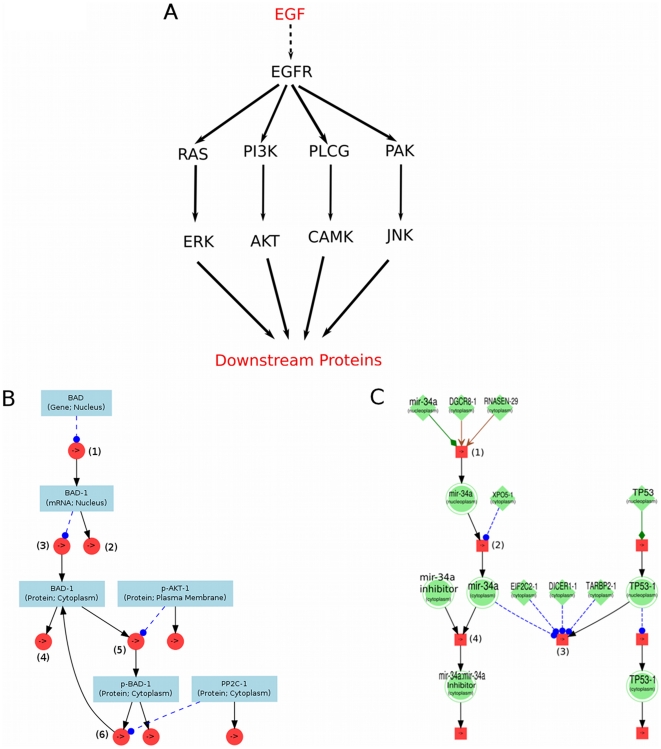 A
EGF
EGFR
RAS PI3K PLCG PAK
ERK AKT CAMK JNK
Downstream Proteins
B
BAD
(Gene; Nucleus)
-> (1)
BAD-1
(mRNA; Nucleus)
(3) -> -> (2)
BAD-1
(Protein; Cytoplasm)
p-AKT-1
(Protein; Plasma Membrane)
-> (4)
(5) -> ->
p-BAD-1
(Protein; Cytoplasm)
PP2C-1
(Protein; Cytoplasm)
(6) -> -> ->
C
mir-34a
(nucleoplasm)
DGCR8-1
(cytoplasm)
RNASEN-29
(cytoplasm)
(1)
mir-34a
(nucleoplasm)
XPO5-1
(cytoplasm)
TP53
(nucleoplasm)
(2)
mir-34a
inhibitor
(cytoplasm)
mir-34a
(cytoplasm)
EIF2C2-1
(cytoplasm)
DICER1-1
(cytoplasm)
TARBP2-1
(cytoplasm)
TP53-1
(nucleoplasm)
(4)
(3)
mir-34a:mir-34a
Inhibitor
(cytoplasm)
TP53-1
(cytoplasm)